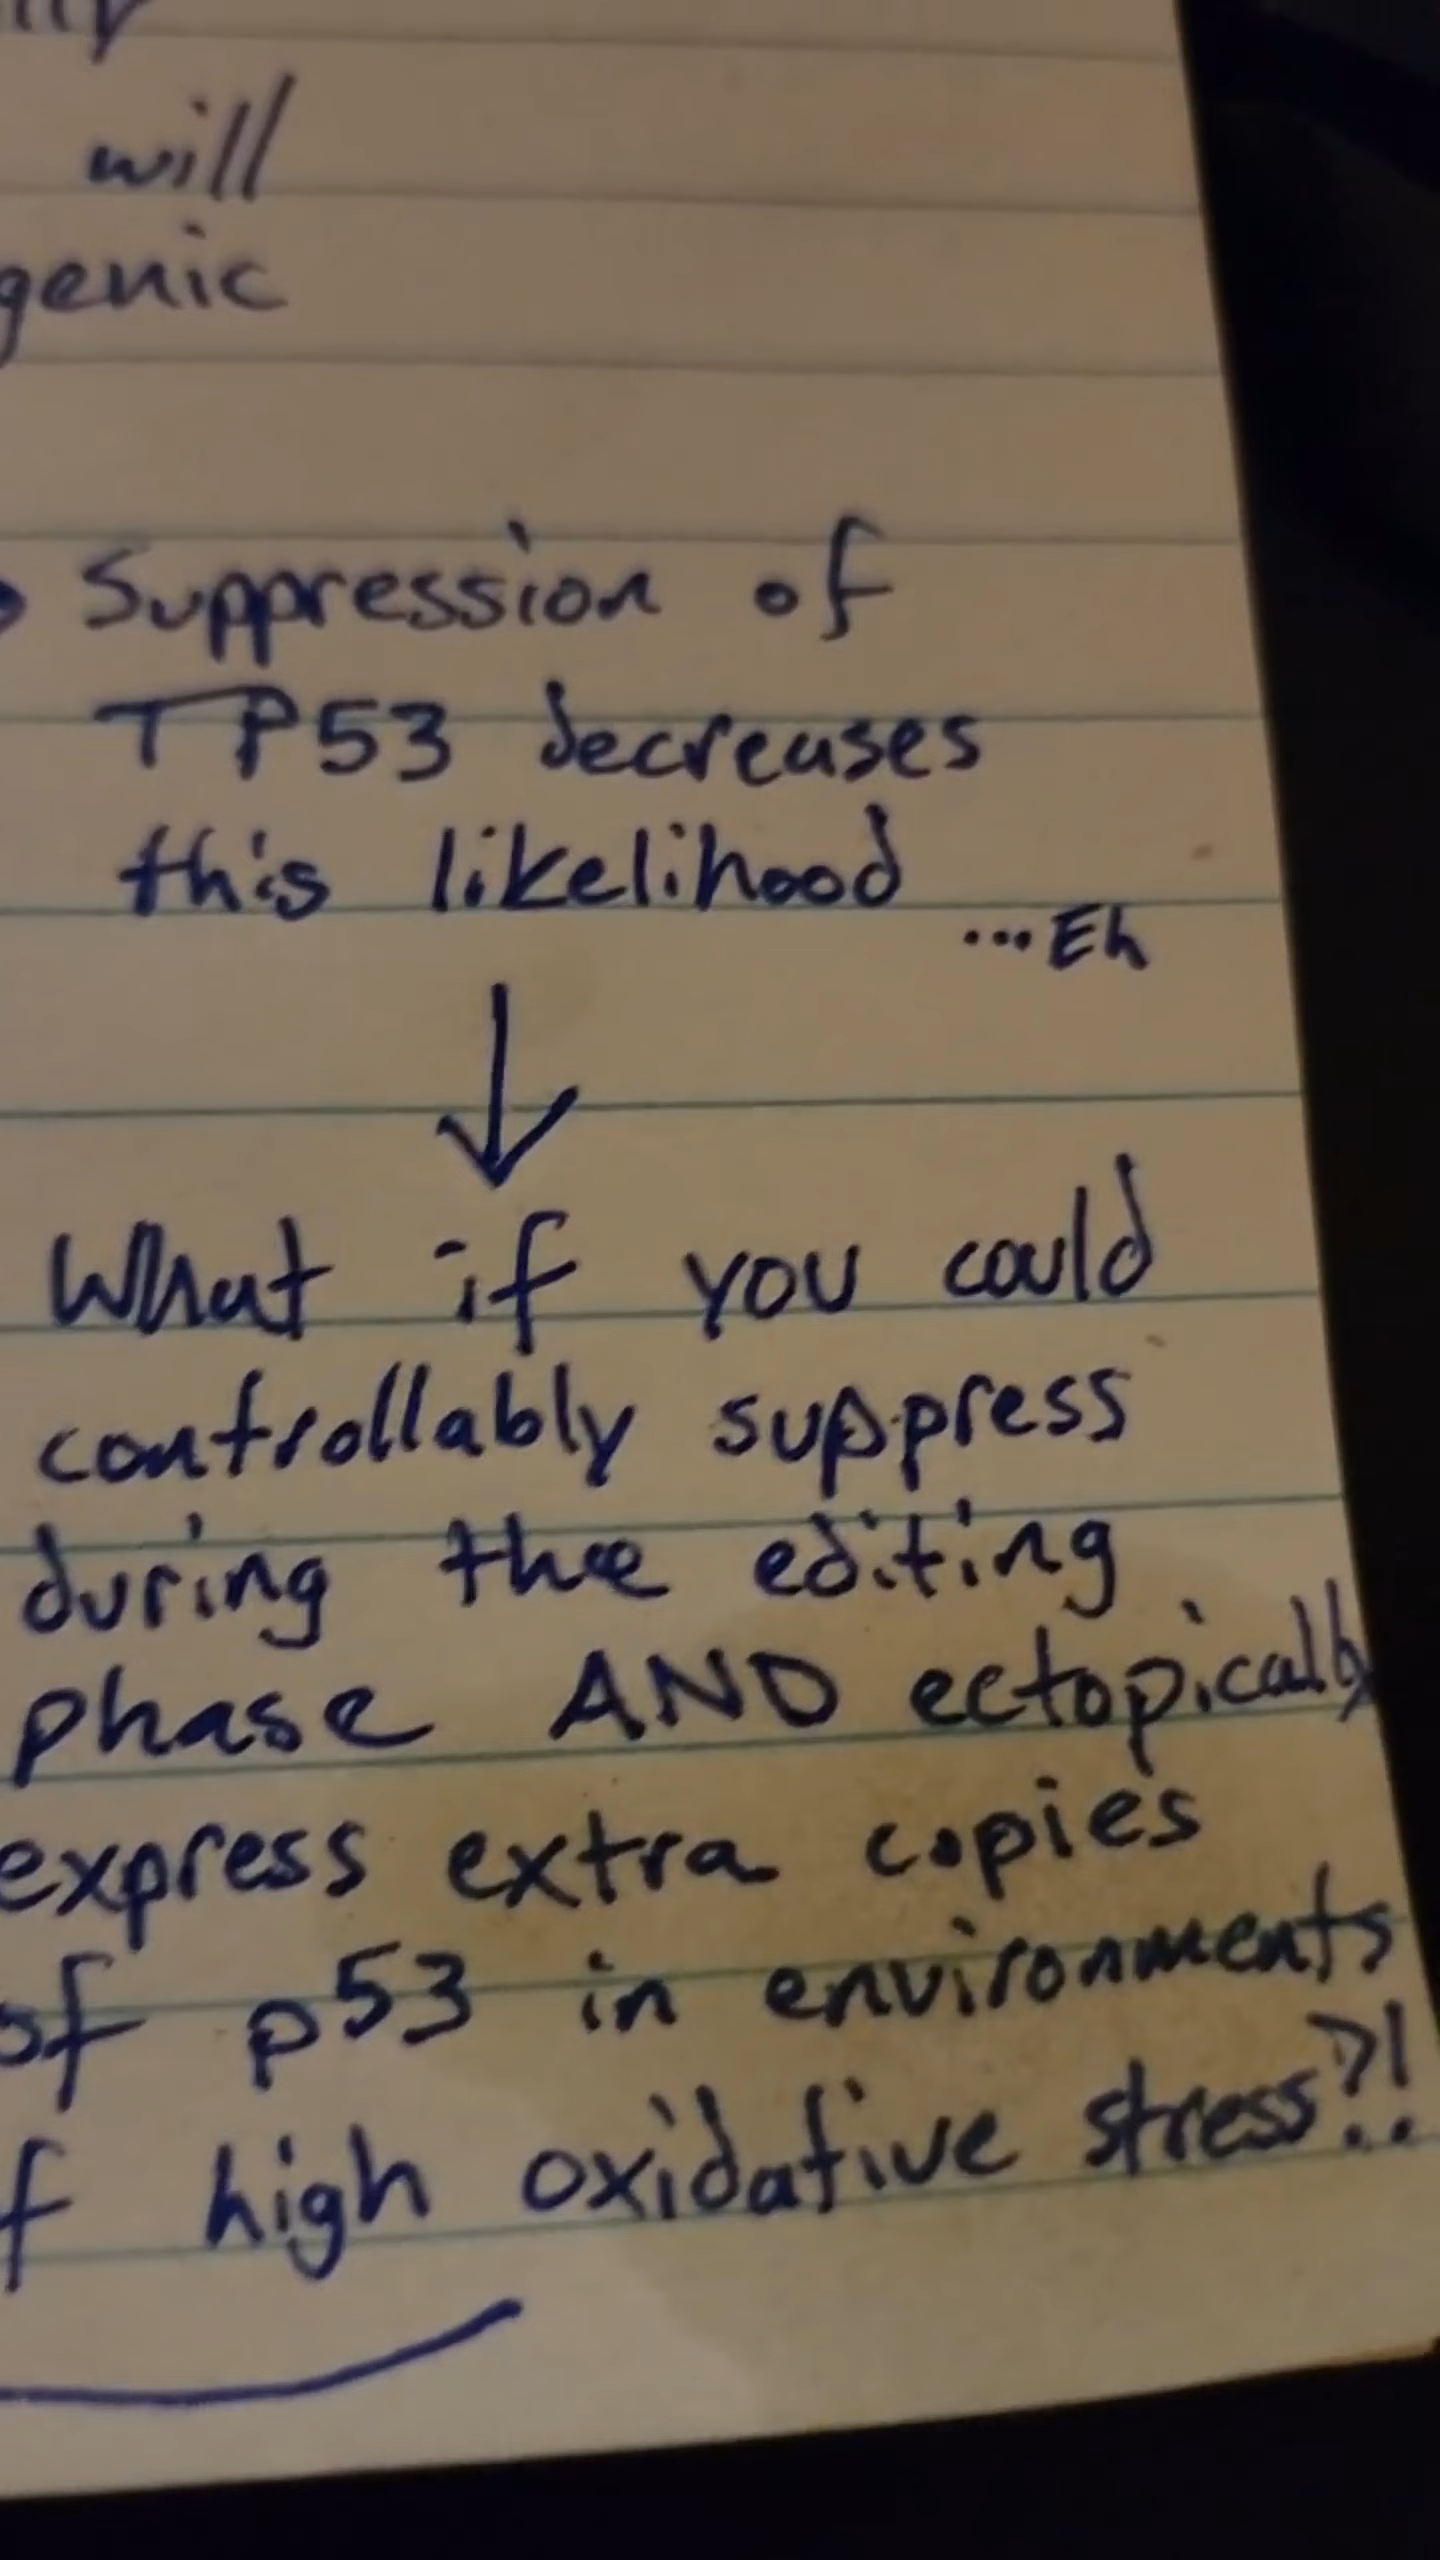 will
genic
Suppression of
TP53 decreases
this likelihood
...Eh
What if you could
controllably suppress
during the editing
phase AND ectopically
express extra copies
of p53 in environments
f high oxidative stress?!